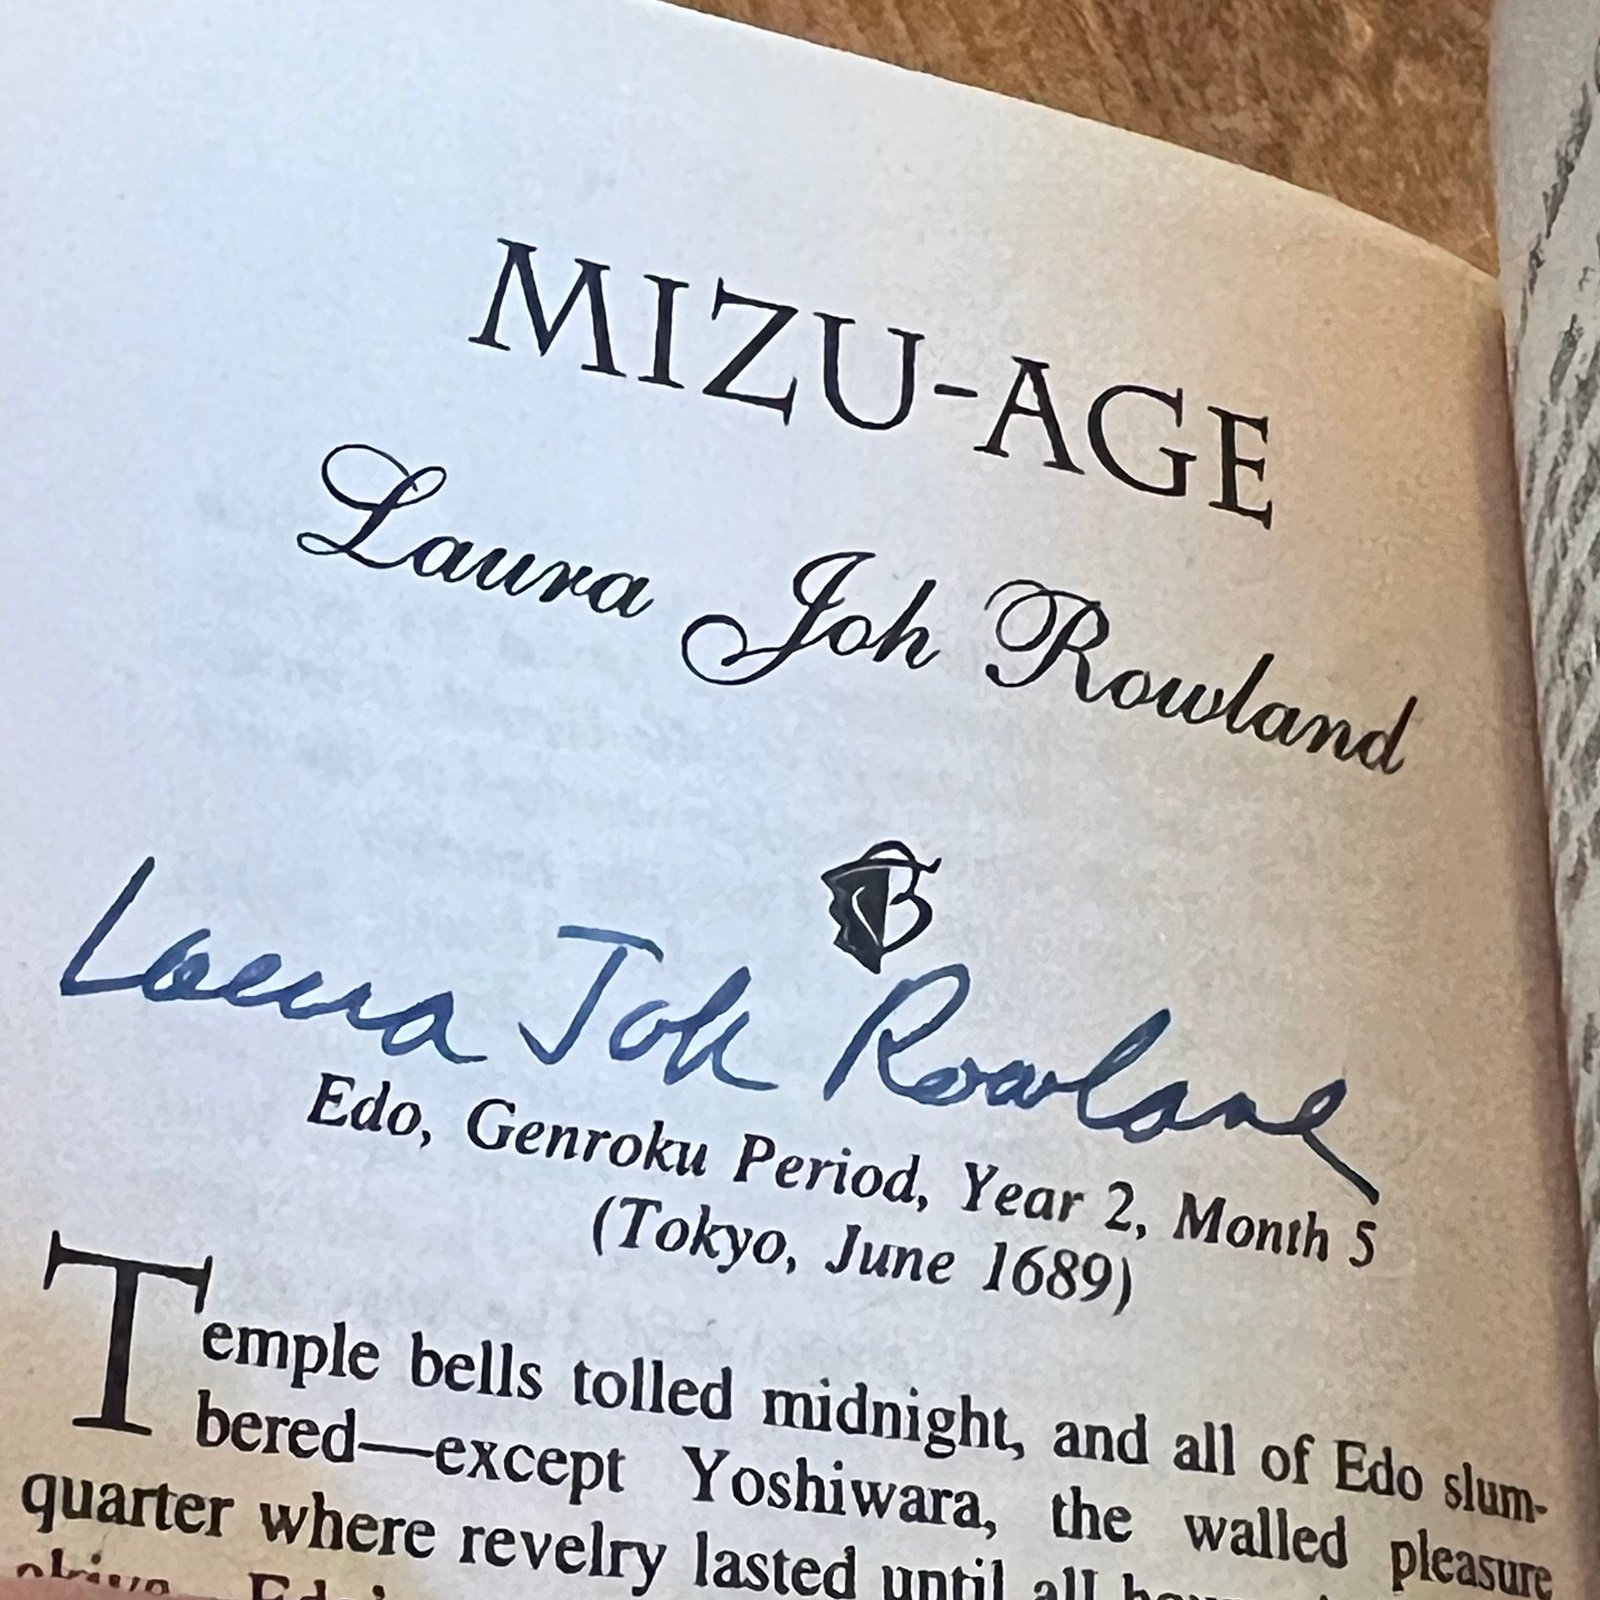 MIZU-AGE
Laura Joh Rowland
Laura Joh Rowland
Edo, Genroku Period, Year 2, Month 5
(Tokyo, June 1689)
Temple bells tolled midnight, and all of Edo slum-
bered—except Yoshiwara, the walled pleasure
quarter where revelry lasted until all